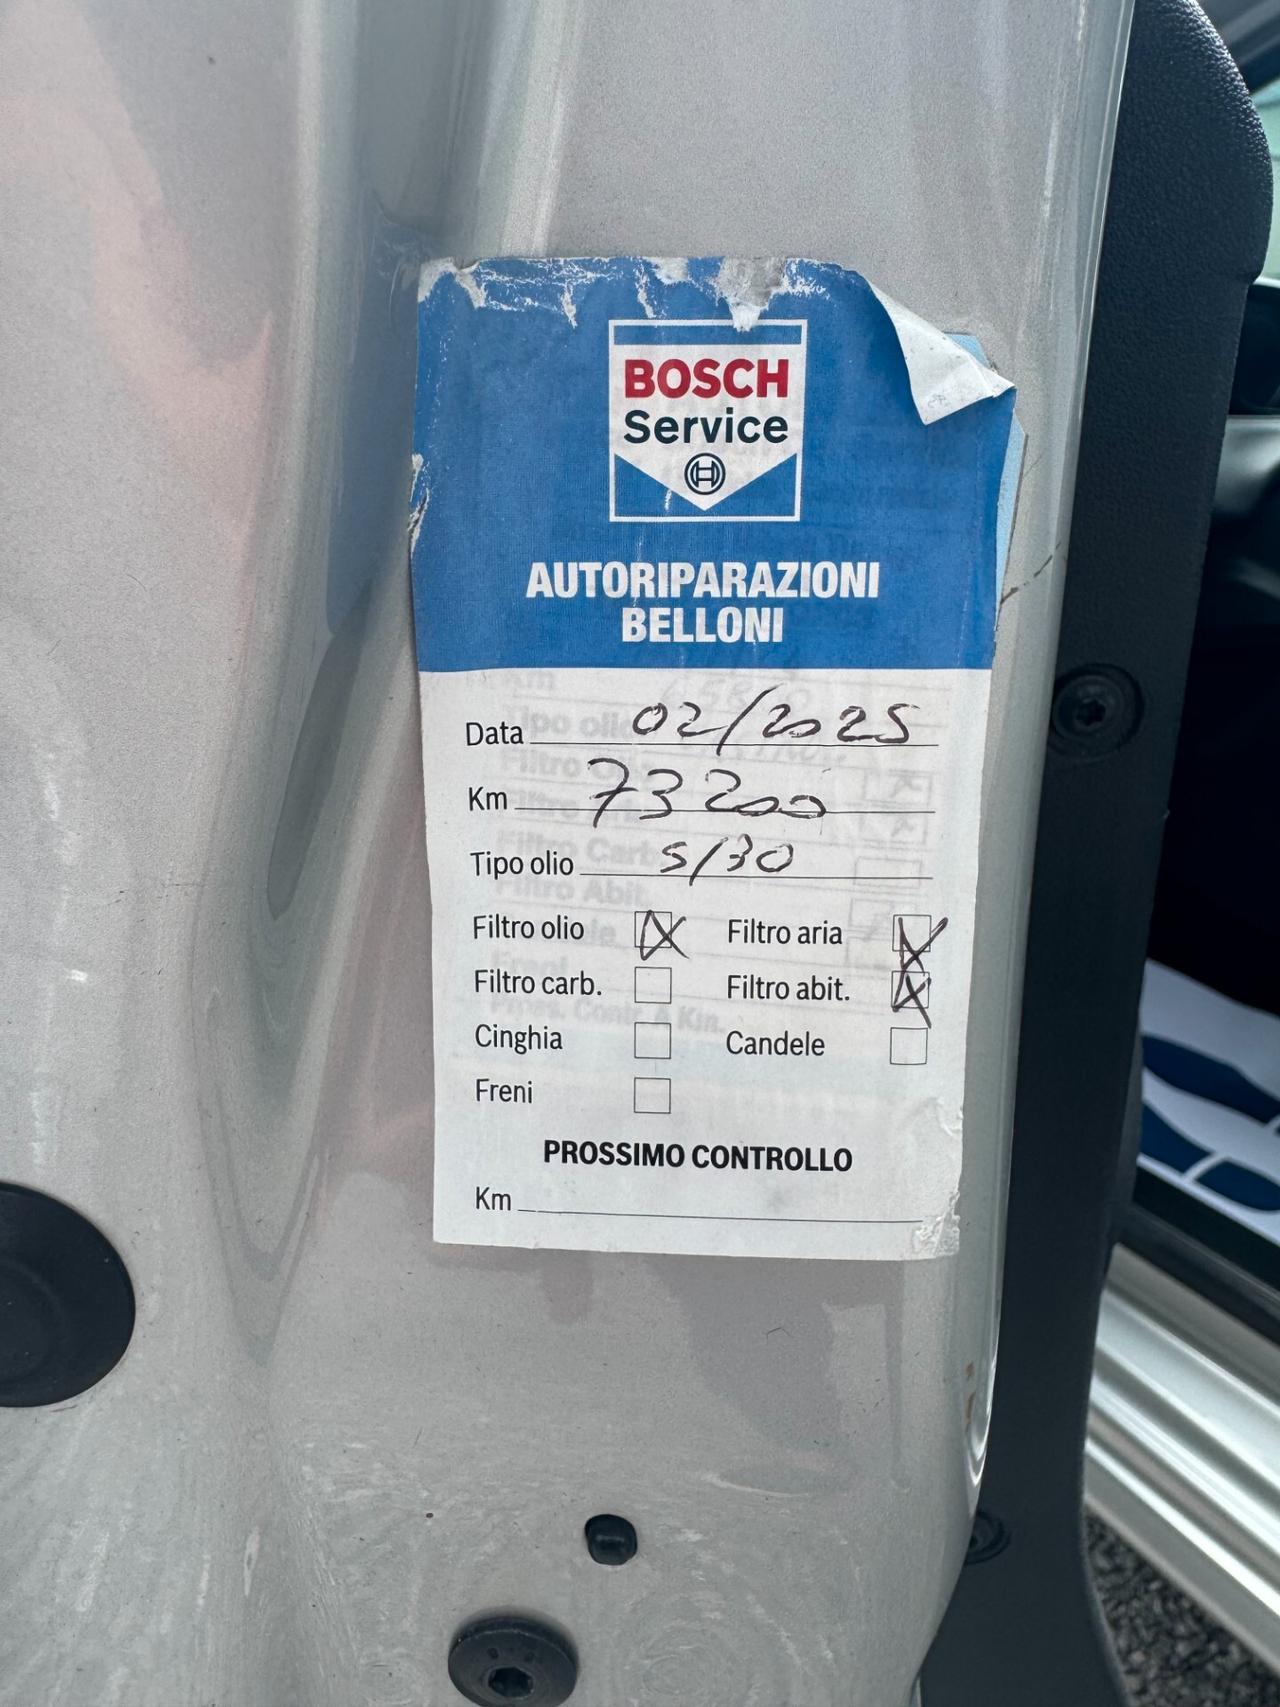 BOSCH
Service
AUTORIPARAZIONI
BELLONI
Data 02/2025
Km 73200
Tipo olio 5/30
Filtro olio Filtro aria
Filtro carb. Filtro abit.
Cinghia Candele
Freni
PROSSIMO CONTROLLO
Km